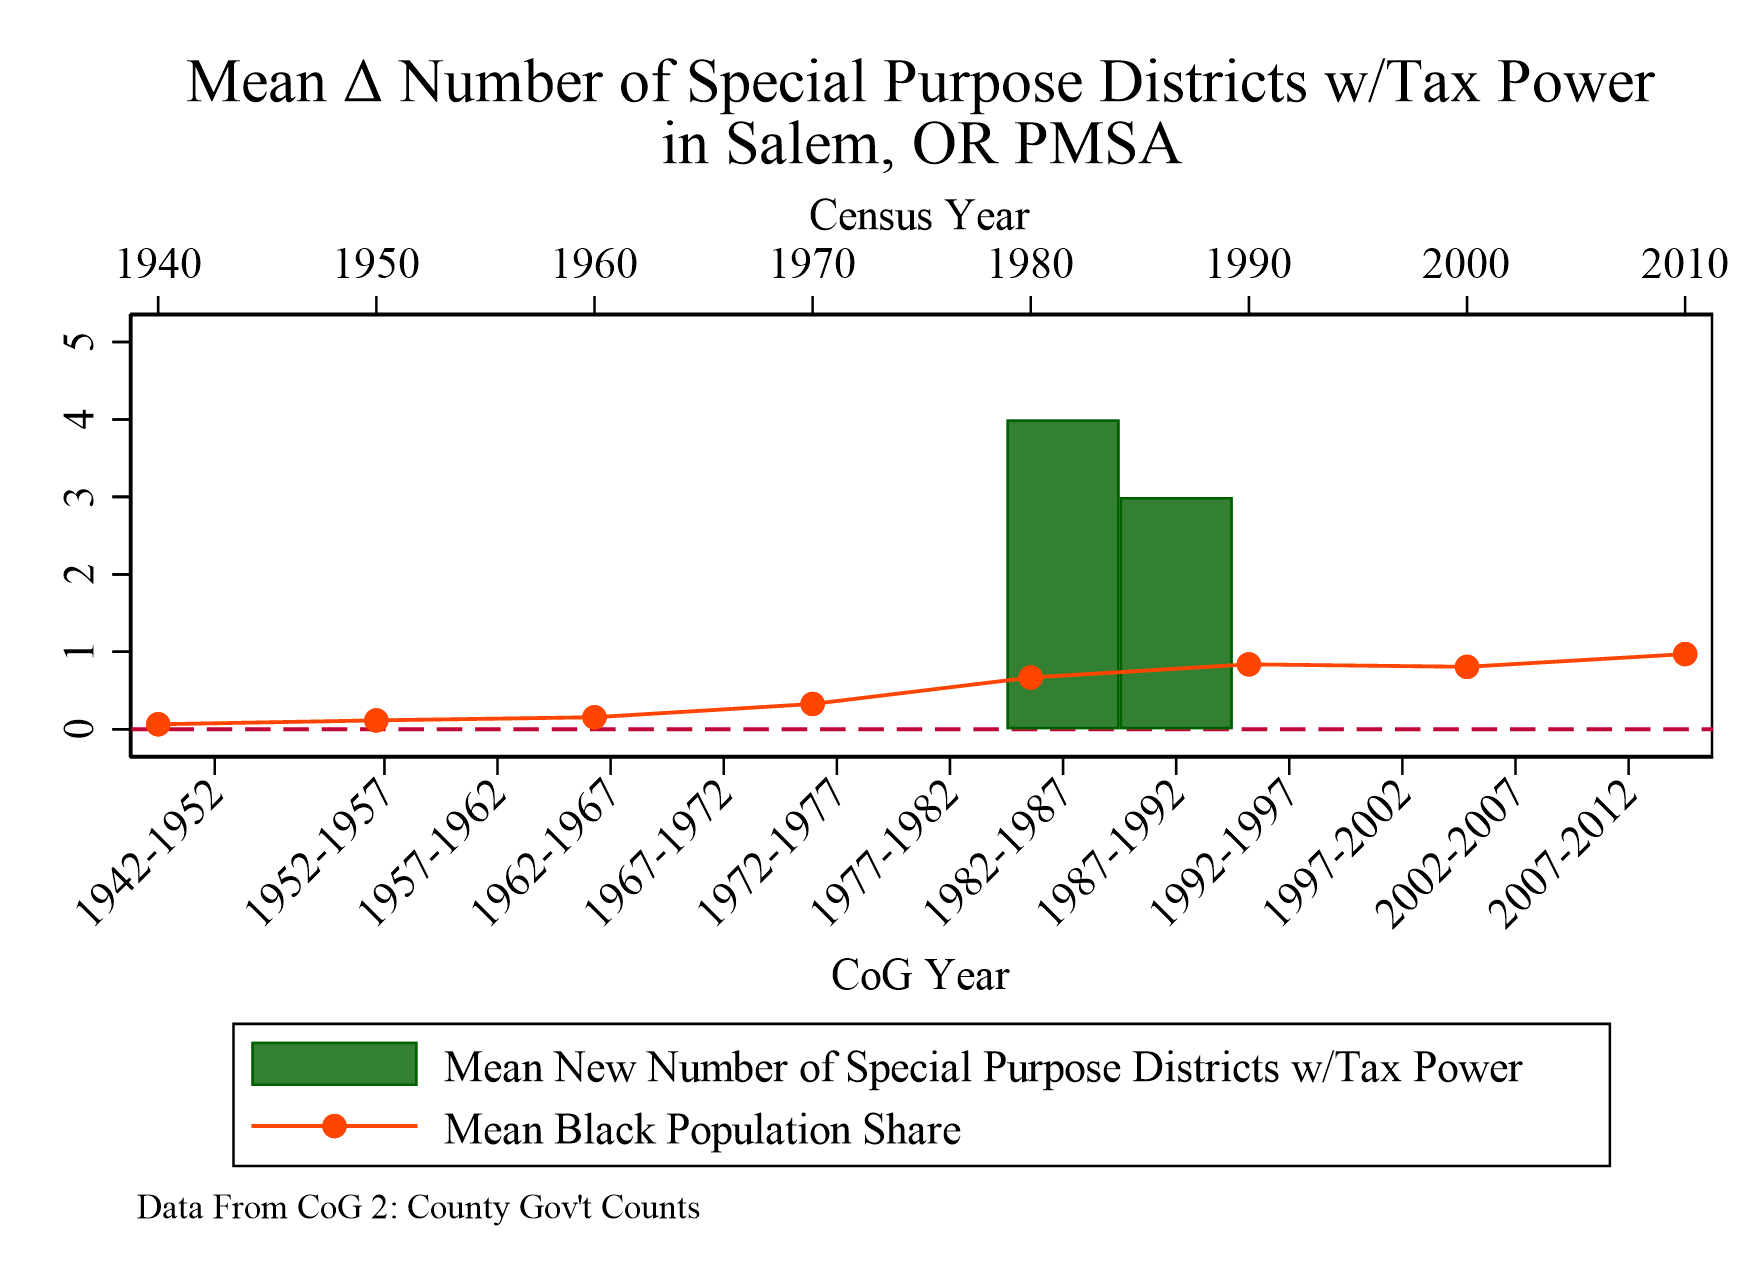 Mean Δ Number of Special Purpose Districts w/Tax Power
in Salem, OR PMSA
Census Year
1940 1950 1960 1970 1980 1990 2000 2010
5
4
3
2
1
0
1942-1952 1952-1957 1957-1962 1962-1967 1967-1972 1972-1977 1977-1982 1982-1987 1987-1992 1992-1997 1997-2002 2002-2007 2007-2012
CoG Year
Mean New Number of Special Purpose Districts w/Tax Power
Mean Black Population Share
Data From CoG 2: County Gov't Counts